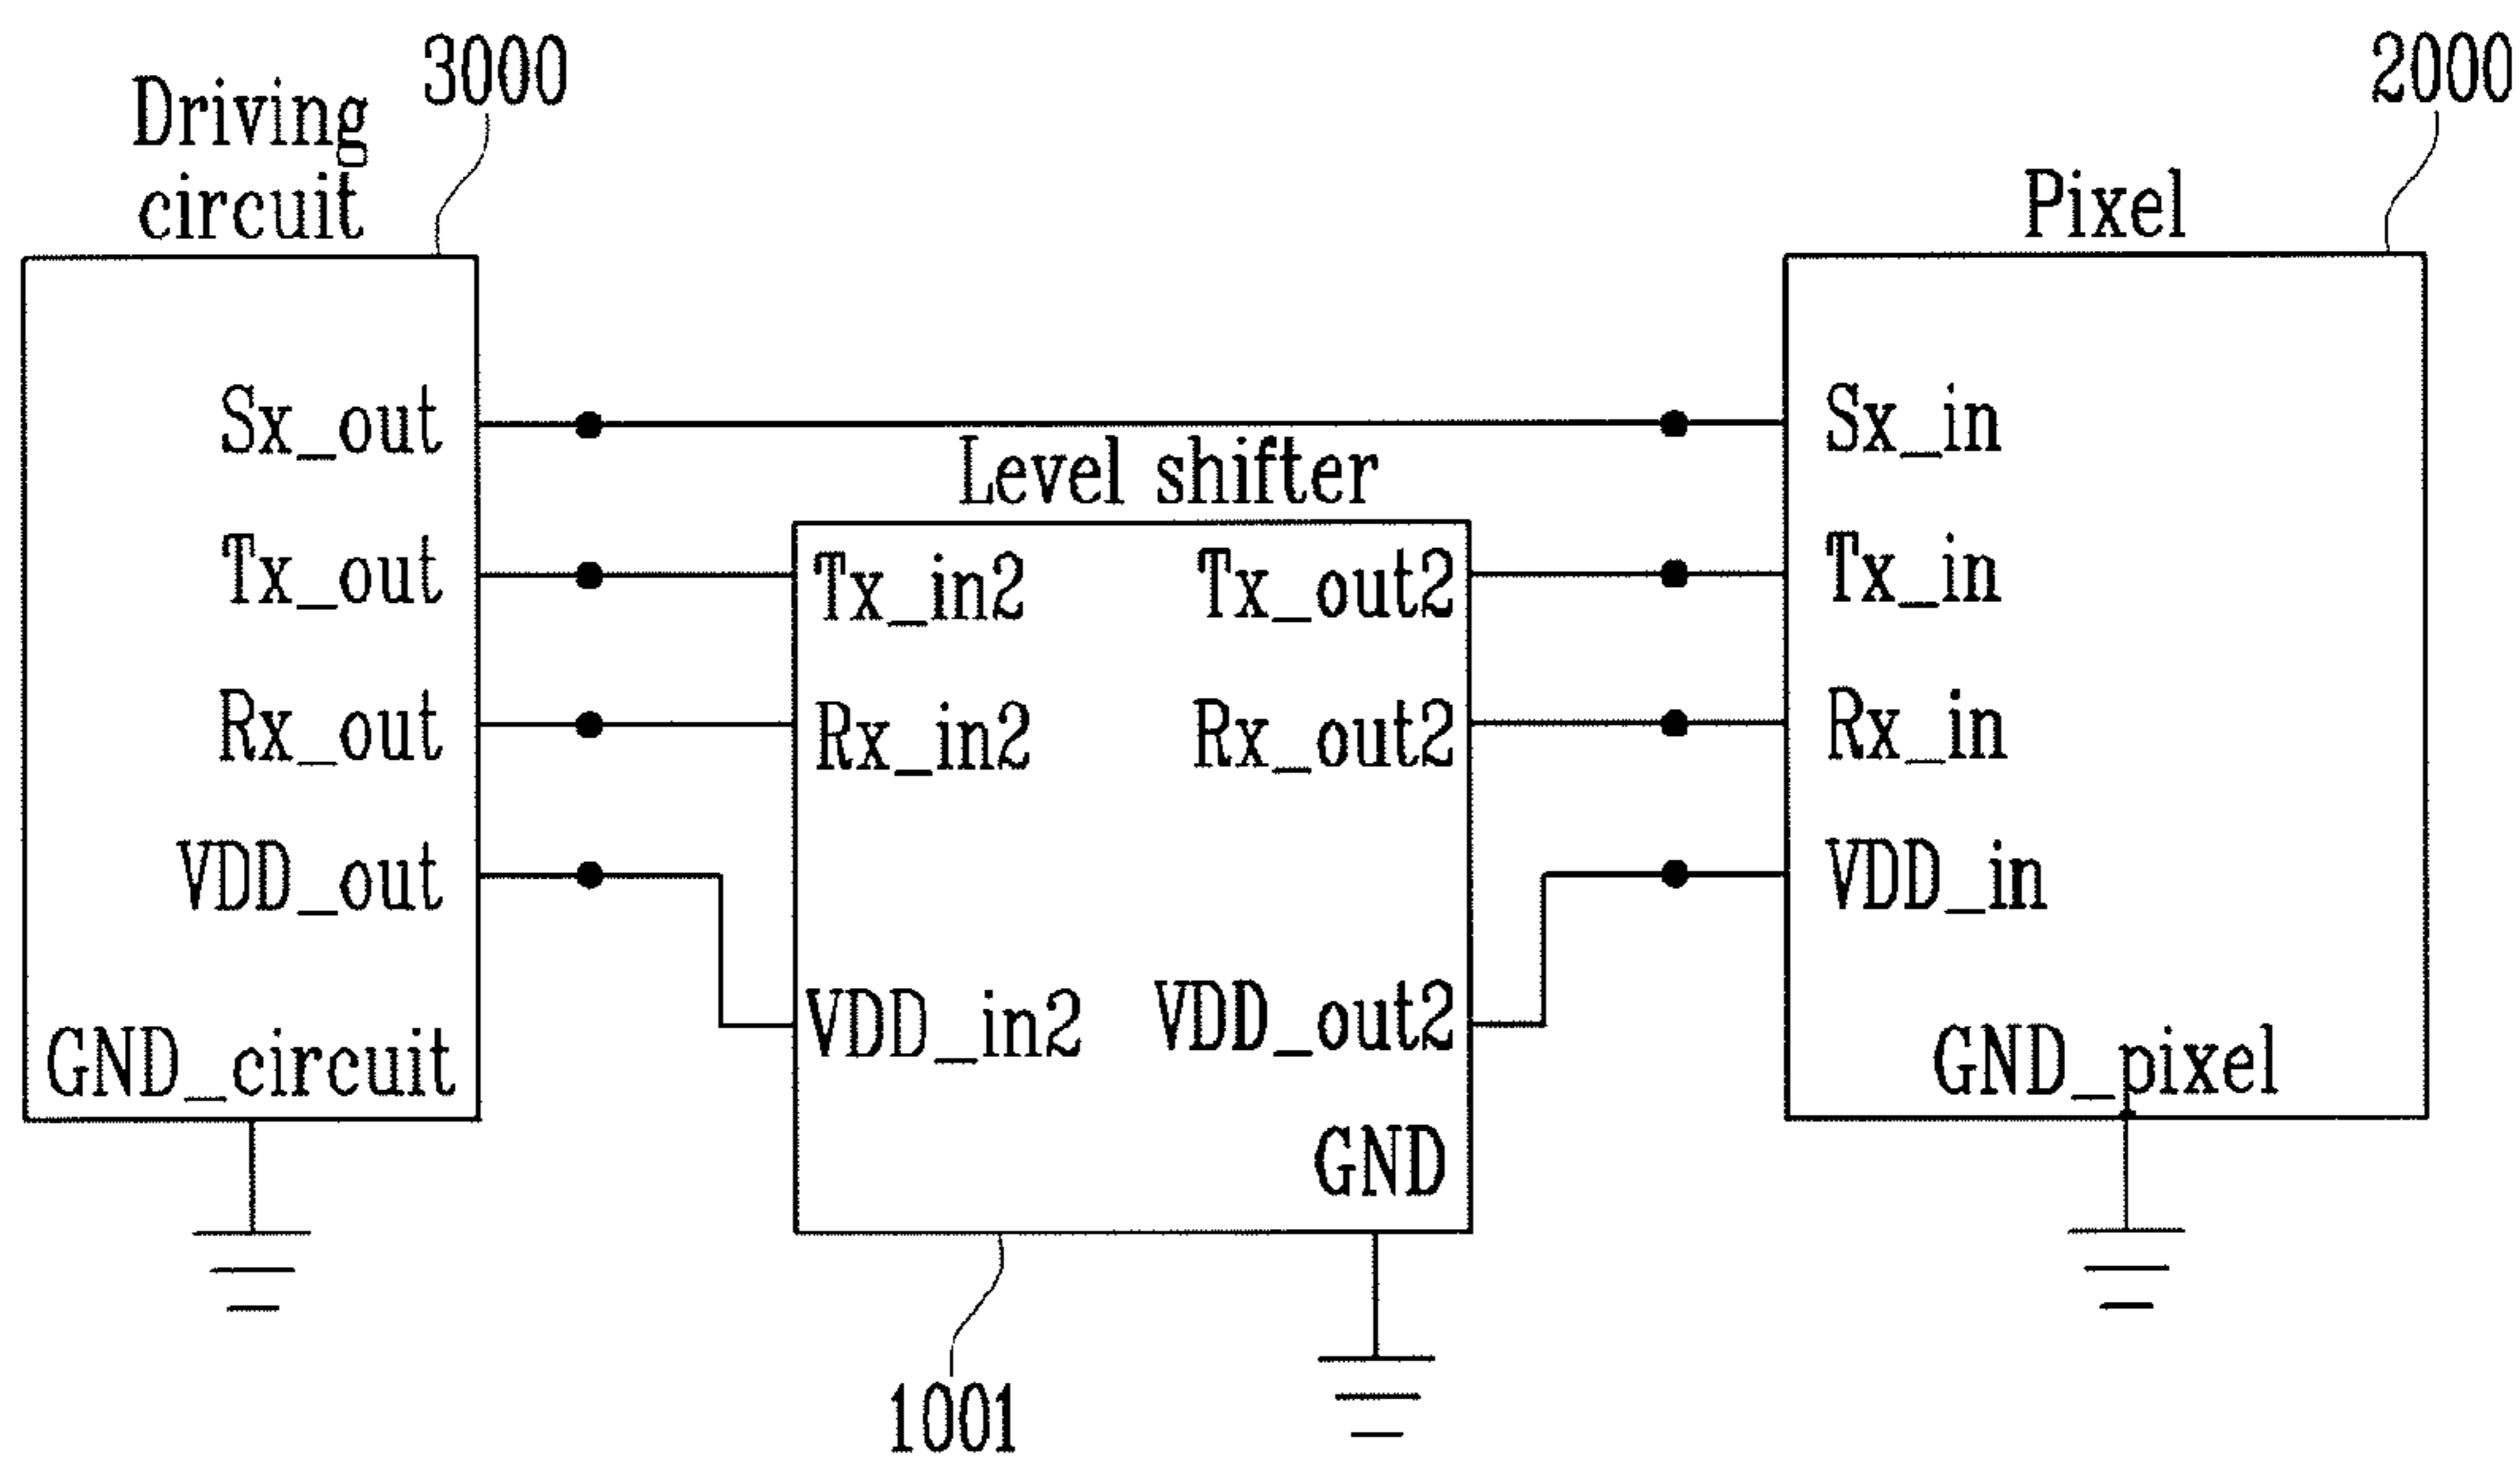 Driving
circuit
3000
Pixel
2000
Sx_out
Tx_out
Rx_out
VDD_out
GND_circuit
Level shifter
Tx_in2
Tx_out2
Rx_in2
Rx_out2
VDD_in2
VDD_out2
GND
1001
Sx_in
Tx_in
Rx_in
VDD_in
GND_pixel